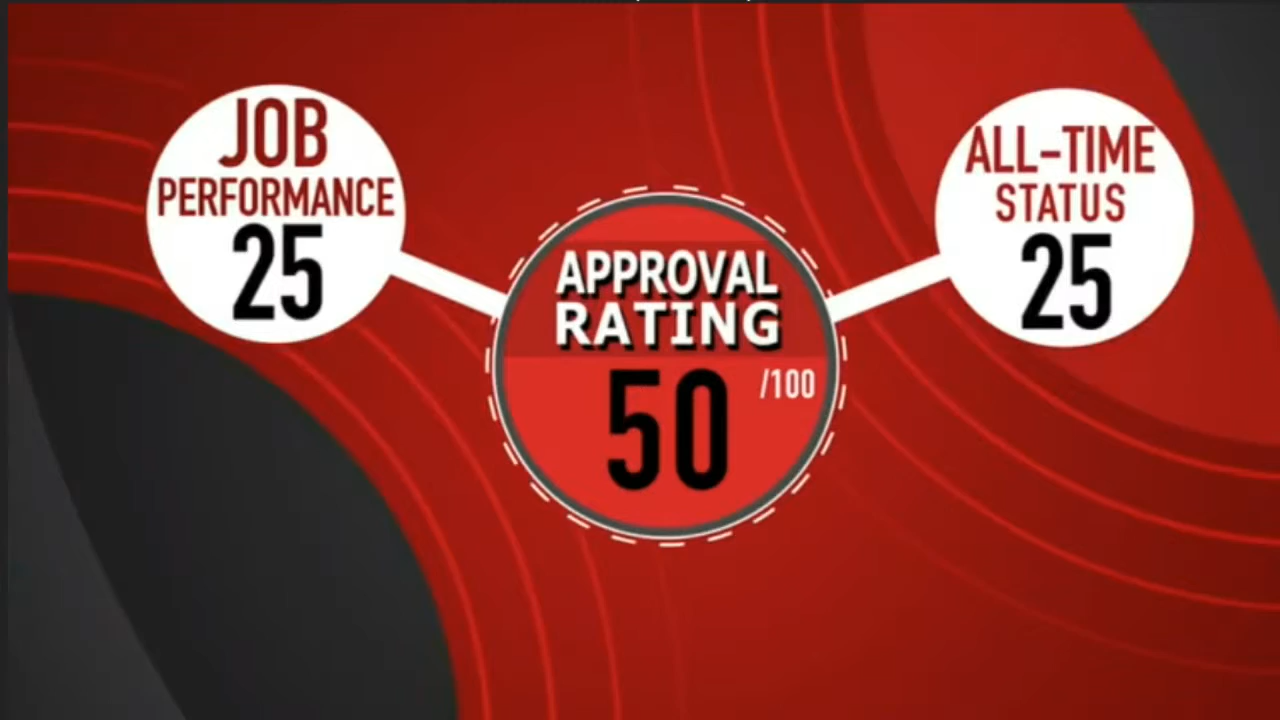 JOB
PERFORMANCE
25
APPROVAL
RATING
50 /100
ALL-TIME
STATUS
25